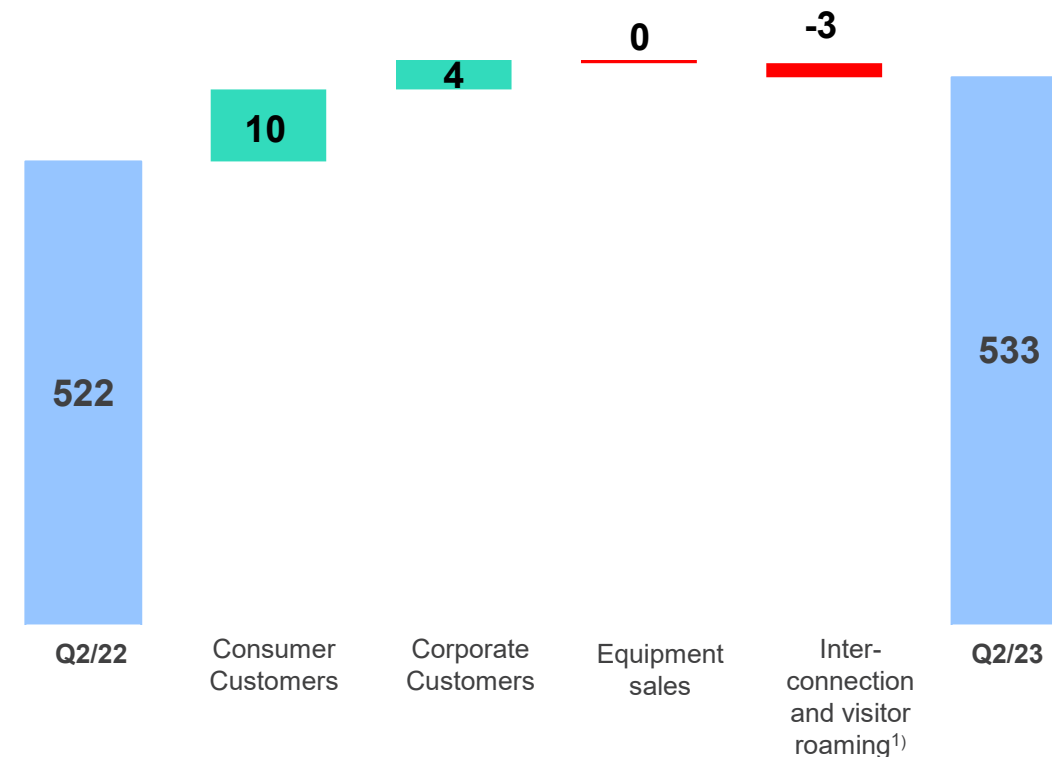 0
-3
4
10
533
522
Q2/22
Consumer
Customers
Corporate
Customers
Equipment
sales
Inter-
connection
and visitor
roaming1)
Q2/23